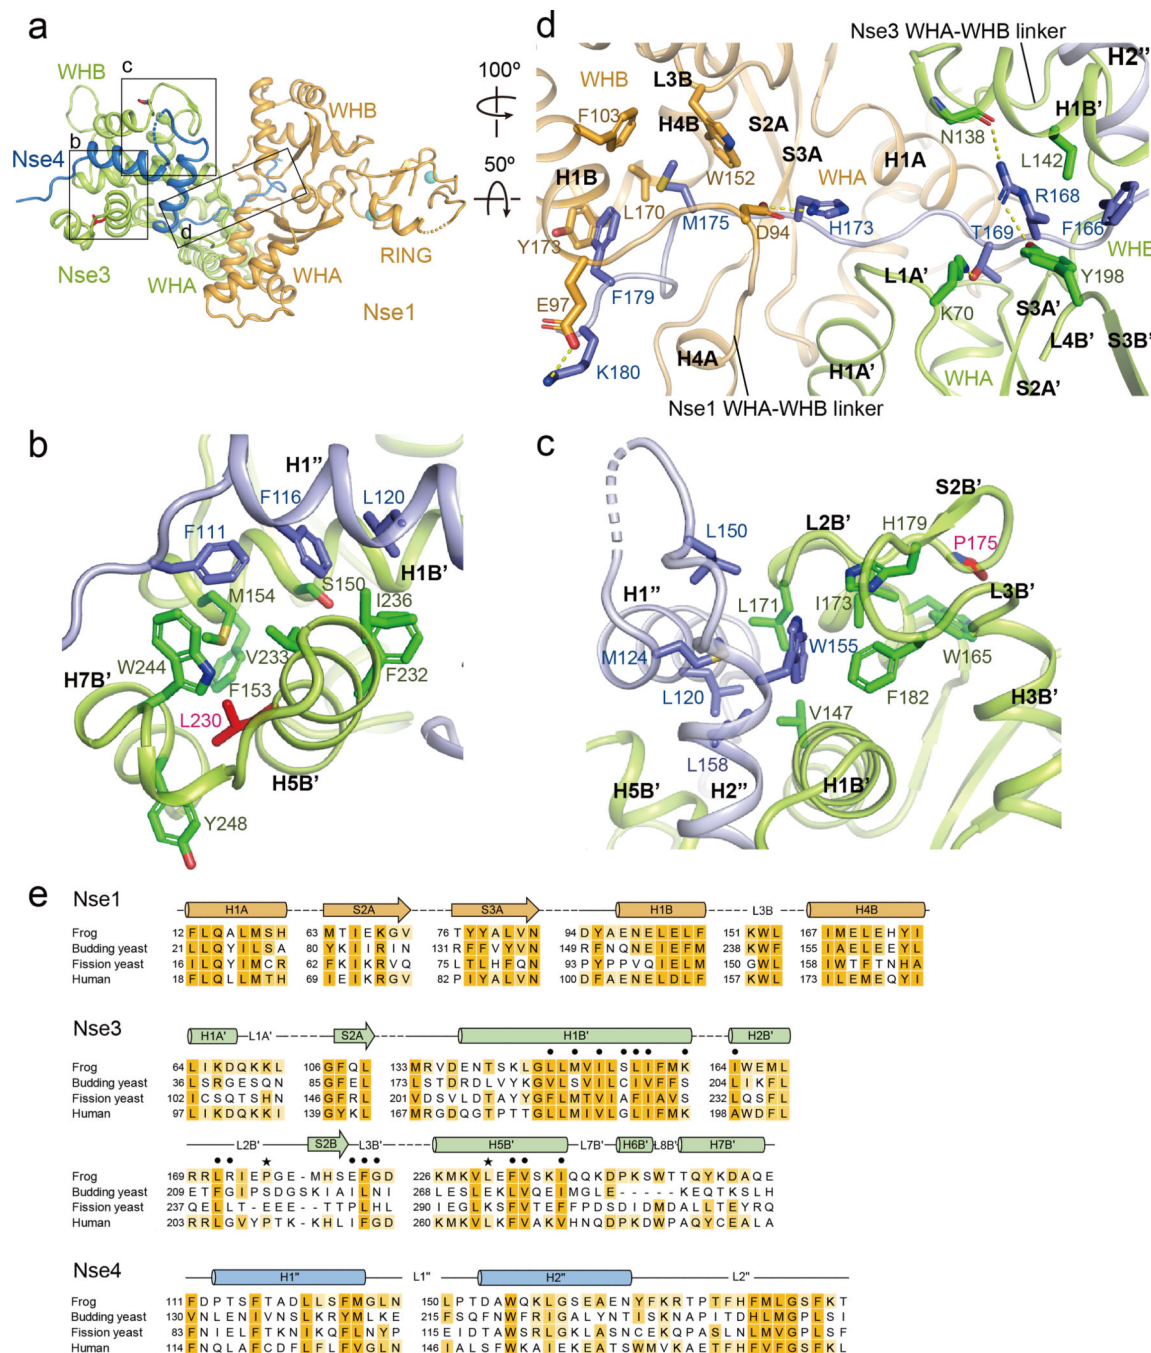 a
WHB
c
b
Nse4
d
Nse3
WHA
WHB
RING
WHA
Nse1
100º
50º
d
Nse3 WHA-WHB linker
H2’’
WHB
L3B
F103
H4B
S2A
S3A
H1A
N138
H1B’
L142
H1B
W152
WHA
R168
L170
M175
D94
H173
T169
F166
WHB
Y173
F179
L1A’
Y198
E97
K70
S3A’
H4A
L4B’
S3B’
K180
H1A’
WHA
S2A’
Nse1 WHA-WHB linker
b
H1’’
F116
L120
F111
H1B’
S150
M154
I236
W244
V233
H7B’
F153
F232
L230
H5B’
Y248
c
S2B’
L150
L2B’
H179
P175
H1’’
L3B’
L171
I173
M124
W155
W165
L120
F182
H3B’
V147
L158
H5B’
H2’’
H1B’
e
Nse1
H1A S2A S3A H1B L3B H4B
Frog 12 FLQALMSH 63 MTIEKGV 76 TYYALVN 94 DYAENELELF 151 KWL 167 IMELEHYI
Budding yeast 21 LLQYILSA 80 YKIIRIN 131 RFFVYVN 149 RFNQNEIEFM 238 KWF 155 IAELEELL
Fission yeast 16 ILQYIMCR 62 FKIKRVQ 75 LTLHFQN 93 YPPPVQIELM 150 GWL 158 IWTFTNHA
Human 18 FLQLLMTH 69 IEIKRGV 82 PIYALVN 100 DFAENELDLF 157 KWL 173 ILEMEQYI
Nse3
H1A’ L1A’ S2A H1B’ H2B’
Frog 64 LIKDQKKL 106 GFQL 133 MRVDENTSKLGLLMVILSLIFMK 164 IWEML
Budding yeast 36 LSRGESQN 85 GFEL 173 LSTDRDLVYKGVLSVILCIVFFS 204 LIKFL
Fission yeast 102 ICSQTSHN 246 GFRL 201 VDSVLDTAYYGFLMTVIAFIAVS 232 LQSFL
Human 97 LIKDQKKI 139 GYKL 167 MRGDQGTPTTGLLMIVLGLIFMK 198 AWDFL
L2B’ S2B L3B’ H5B’ L7B’ H6B’ L8B’ H7B’
Frog 169 RRLRIEPGE-MHSEFGD 226 KMKVLEFVSKIQQKDPKSWTTQYKDAQE
Budding yeast 209 ETFGIPSDGSKIAILNI 268 LESLEKLVQEIMGLE-----KEQTKSLH
Fission yeast 237 QELLT-EEE--TTPLHL 290 IEGKLSFVTEFFPDSDIDMDALLTEYRS
Human 203 RRLGVYPTK-KHLIFGD 260 KMGLKFVAKVHNQDPKDWPAQYCEALA
Nse4
H1’’ L1’’ H2’’ L2’’
Frog 111 FDPTSFTADLLSFMGLN 150 LPTDAWQKLGSEAENYFKRTPTFHFMLGSFKT
Budding yeast 130 VNLENIVNSLKRYMLKE 215 FSQFNWFRIGALYNTISKNAPITDHLMGPLSI
Fission yeast 83 FNIELFTKNIKQFLNYP 115 EIDTAWSRLGKLASNCEKQPASLNLMVGPLSF
Human 114 FNQLAFCDFLFLFVGLN 146 IALSFWKAIEKEATSWMVKAETFHFVFGSFKL